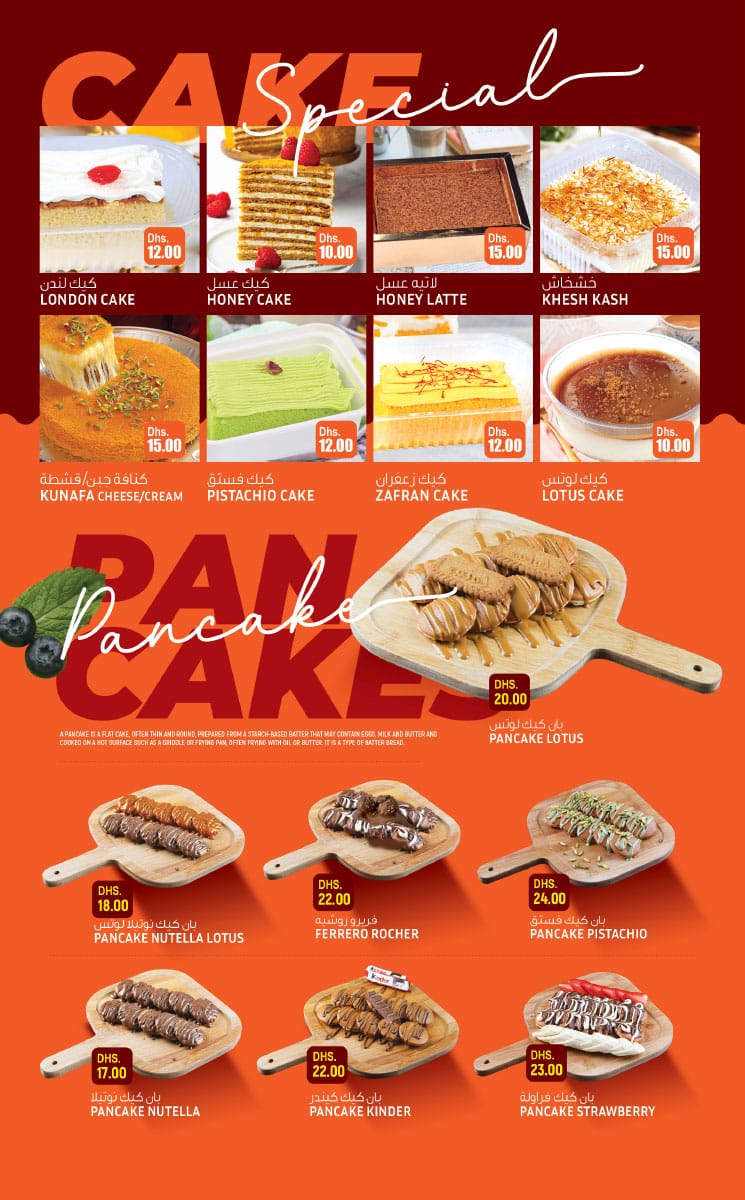 CAKE
Special
Dhs.
12.00
كيك لندن
LONDON CAKE
Dhs.
10.00
كيك عسل
HONEY CAKE
Dhs.
15.00
لاتيه عسل
HONEY LATTE
Dhs.
15.00
خشخاش
KHESH KASH
Dhs.
15.00
كنافة جبن/قشطة
KUNAFA CHEESE/CREAM
Dhs.
12.00
كيك فستق
PISTACHIO CAKE
Dhs.
12.00
كيك زعفران
ZAFRAN CAKE
Dhs.
10.00
كيك لوتس
LOTUS CAKE
PAN
Pancake
CAKES
A PANCAKE IS A FLAT CAKE, OFTEN THIN AND ROUND, PREPARED FROM A STARCH-BASED BATTER THAT MAY CONTAIN EGGS, MILK AND BUTTER AND
COOKED ON A HOT SURFACE SUCH AS A GRIDDLE OR FRYING PAN, OFTEN FRYING WITH OIL OR BUTTER. IT IS A TYPE OF BATTER BREAD.
DHS.
20.00
بان كيك لوتس
PANCAKE LOTUS
DHS.
18.00
بان كيك نوتيلا لوتس
PANCAKE NUTELLA LOTUS
DHS.
22.00
فريرو روشيه
FERRERO ROCHER
DHS.
24.00
بان كيك فستق
PANCAKE PISTACHIO
DHS.
17.00
بان كيك نوتيلا
PANCAKE NUTELLA
Kinder
DHS.
22.00
بان كيك كيندر
PANCAKE KINDER
DHS.
23.00
بان كيك فراولة
PANCAKE STRAWBERRY